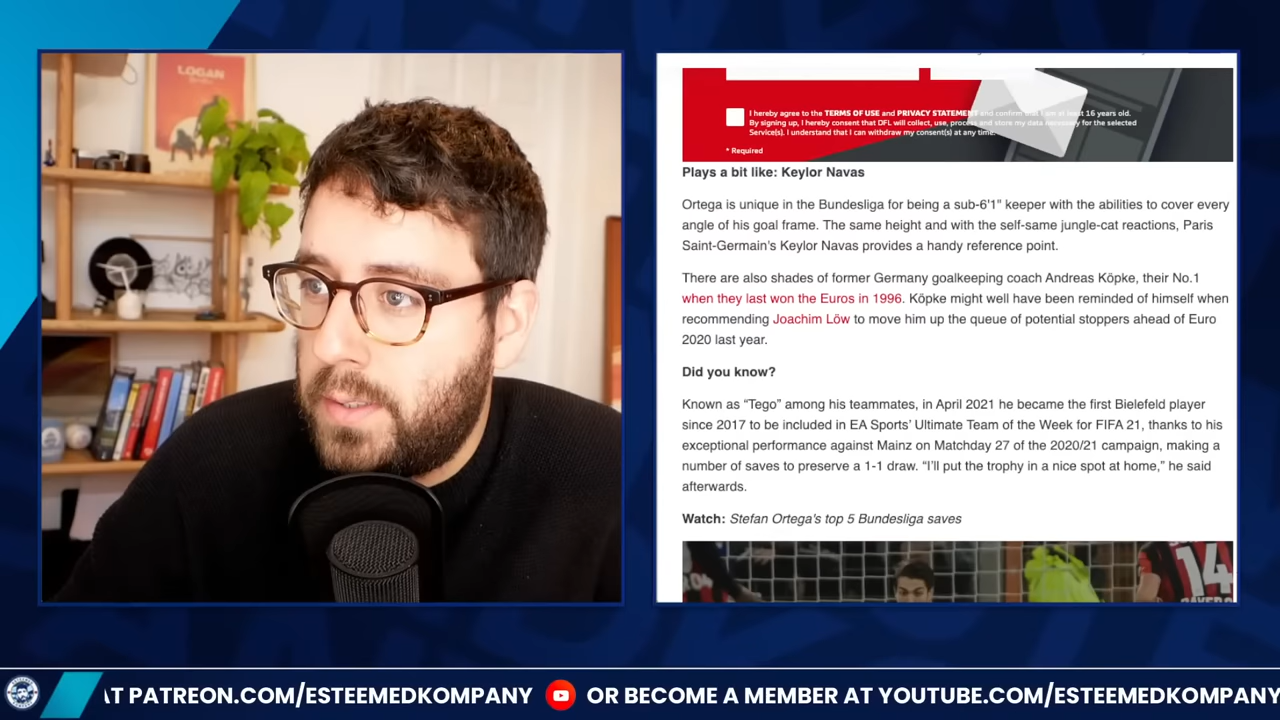 LOGAN
I hereby agree to the TERMS OF USE and PRIVACY STATEMENT and confirm that I am at least 16 years old.
By signing up, I hereby consent that DFL will collect, use, process and store my data necessary for the selected
Service(s). I understand that I can withdraw my consent(s) at any time.
* Required
Plays a bit like: Keylor Navas
Ortega is unique in the Bundesliga for being a sub-6'1" keeper with the abilities to cover every
angle of his goal frame. The same height and with the self-same jungle-cat reactions, Paris
Saint-Germain's Keylor Navas provides a handy reference point.
There are also shades of former Germany goalkeeping coach Andreas Köpke, their No.1
when they last won the Euros in 1996. Köpke might well have been reminded of himself when
recommending Joachim Löw to move him up the queue of potential stoppers ahead of Euro
2020 last year.
Did you know?
Known as “Tego” among his teammates, in April 2021 he became the first Bielefeld player
since 2017 to be included in EA Sports’ Ultimate Team of the Week for FIFA 21, thanks to his
exceptional performance against Mainz on Matchday 27 of the 2020/21 campaign, making a
number of saves to preserve a 1-1 draw. “I’ll put the trophy in a nice spot at home,” he said
afterwards.
Watch: Stefan Ortega’s top 5 Bundesliga saves
04
14
AT PATREON.COM/ESTEEMEDKOMPANY OR BECOME A MEMBER AT YOUTUBE.COM/ESTEEMEDKOMPANY